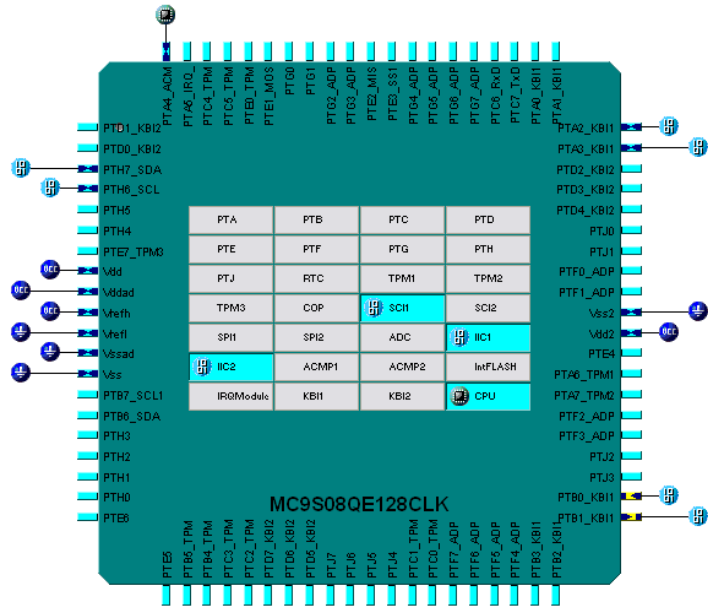 PTA4_ACM
PTA5_IRQ_
PTC4_TPM
PTC5_TPM
PTE0_TPM
PTE1_MOS
PTG0
PTG1
PTG2_ADP
PTG3_ADP
PTE2_MIS
PTE3_SS1
PTG4_ADP
PTG5_ADP
PTG6_ADP
PTG7_ADP
PTC6_RxD
PTC7_TxD
PTA0_KBI1
PTA1_KBI1
PTD1_KBI2
PTD0_KBI2
PTH7_SDA
PTH6_SCL
PTH5
PTH4
PTE7_TPM3
Vdd
Vddad
Vrefh
Vrefl
Vssad
Vss
PTB7_SCL1
PTB6_SDA
PTH3
PTH2
PTH1
PTH0
PTE6
VCC
VCC
VCC
PTA PTB PTC PTD
PTE PTF PTG PTH
PTJ RTC TPM1 TPM2
TPM3 COP SCI1 SCI2
SPI1 SPI2 ADC IIC1
IIC2 ACMP1 ACMP2 IntFLASH
IRQModule KBI1 KBI2 CPU
PTA2_KBI1
PTA3_KBI1
PTD2_KBI2
PTD3_KBI2
PTD4_KBI2
PTJ0
PTJ1
PTF0_ADP
PTF1_ADP
Vss2
Vdd2
VCC
PTE4
PTA6_TPM1
PTA7_TPM2
PTF2_ADP
PTF3_ADP
PTJ2
PTJ3
PTB0_KBI1
PTB1_KBI1
MC9S08QE128CLK
PTE5
PTB5_TPM
PTB4_TPM
PTC3_TPM
PTC2_TPM
PTD7_KBI2
PTD6_KBI2
PTD5_KBI2
PTJ7
PTJ6
PTJ5
PTJ4
PTC1_TPM
PTC0_TPM
PTF7_ADP
PTF6_ADP
PTF5_ADP
PTF4_ADP
PTB3_KBI1
PTB2_KBI1